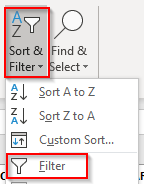 A
Z
Sort & Find &
Filter Select
A
Z
Sort A to Z
Z
A
Sort Z to A
Custom Sort...
Filter